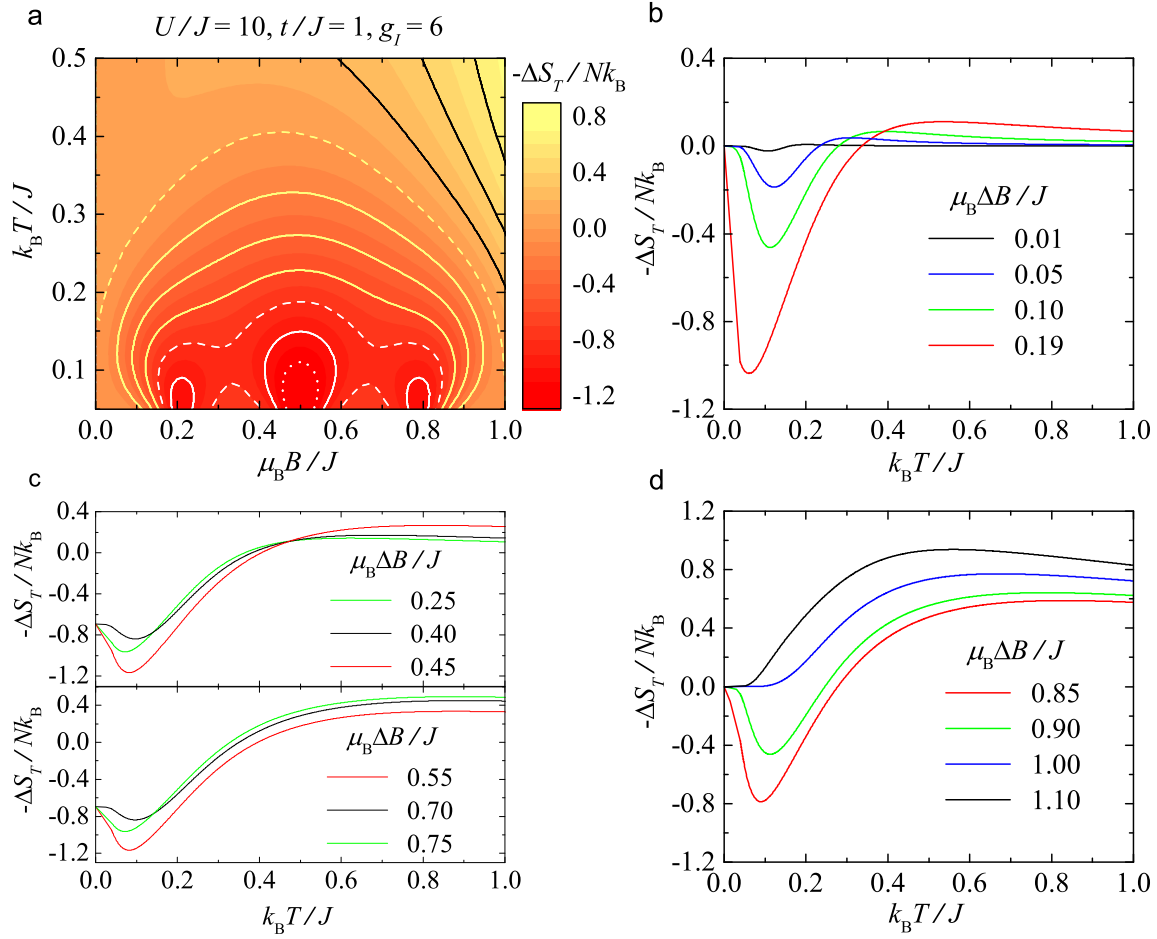 a
U/J = 10, t/J = 1, g_I = 6
-ΔS_T / Nk_B
0.8
0.4
0.0
-0.4
-0.8
-1.2
k_B T / J
0.5
0.4
0.3
0.2
0.1
0.0 0.2 0.4 0.6 0.8 1.0
μ_B B / J
b
-ΔS_T / Nk_B
0.4
0.0
-0.4
-0.8
-1.2
μ_B ΔB / J
0.01
0.05
0.10
0.19
0.0 0.2 0.4 0.6 0.8 1.0
k_B T / J
c
-ΔS_T / Nk_B
0.4
0.0
-0.4
-0.8
-1.2
μ_B ΔB / J
0.25
0.40
0.45
-ΔS_T / Nk_B
0.4
0.0
-0.4
-0.8
-1.2
μ_B ΔB / J
0.55
0.70
0.75
0.0 0.2 0.4 0.6 0.8 1.0
k_B T / J
d
-ΔS_T / Nk_B
1.2
0.8
0.4
0.0
-0.4
-0.8
-1.2
μ_B ΔB / J
0.85
0.90
1.00
1.10
0.0 0.2 0.4 0.6 0.8 1.0
k_B T / J